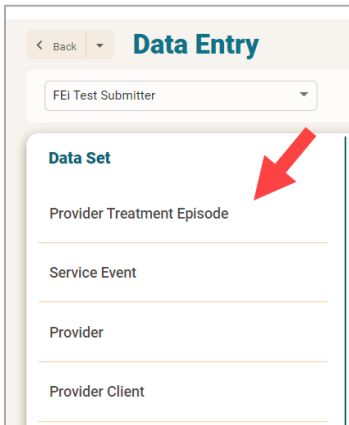 Back
Data Entry
FEi Test Submitter
Data Set
Provider Treatment Episode
Service Event
Provider
Provider Client